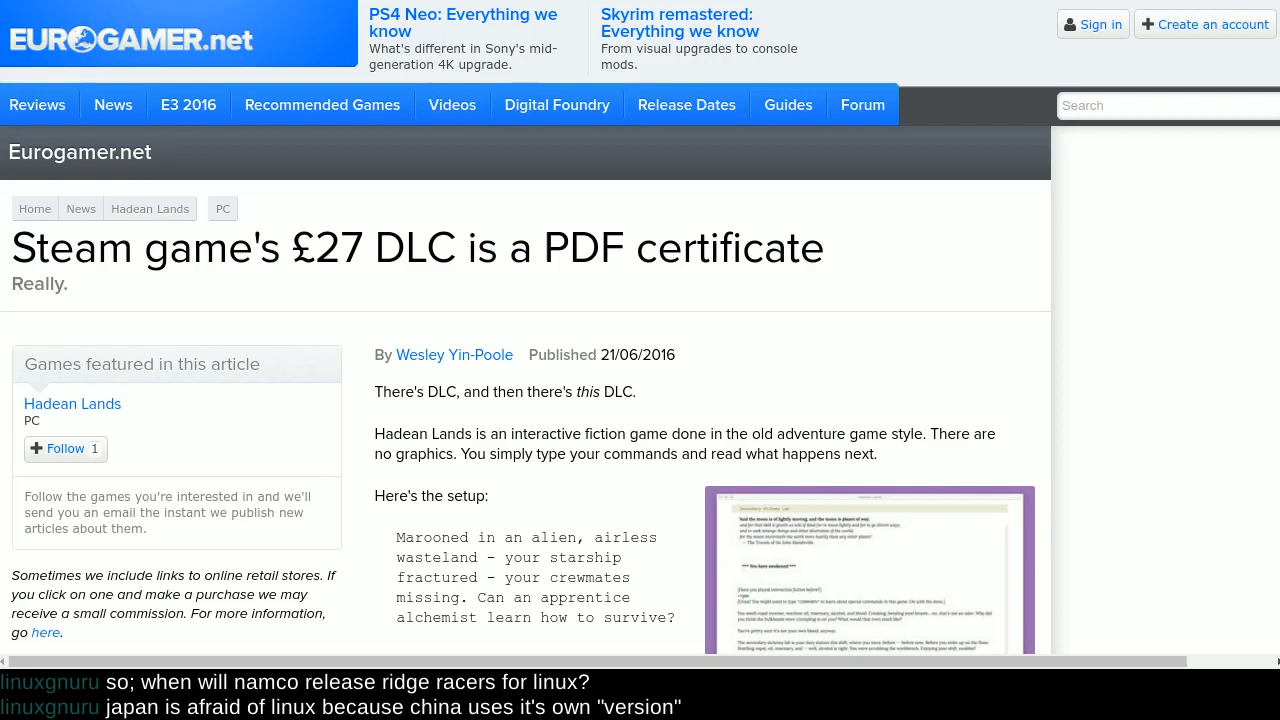 EUROGAMER.net
PS4 Neo: Everything we
know
What's different in Sony's mid-
generation 4K upgrade.
Skyrim remastered:
Everything we know
From visual upgrades to console
mods.
Sign in
Create an account
Reviews
News
E3 2016
Recommended Games
Videos
Digital Foundry
Release Dates
Guides
Forum
Search
Eurogamer.net
Home
News
Hadean Lands
PC
Steam game's £27 DLC is a PDF certificate
Really.
Games featured in this article
Hadean Lands
PC
Follow 1
Follow the games you're interested in and we'll
send you an email the instant we publish new
articles about them.
Sometimes we include links to online retail stores. If
you click on one and make a purchase we may
receive a small commission. For more information,
go here.
By Wesley Yin-Poole Published 21/06/2016
There's DLC, and then there's this DLC.
Hadean Lands is an interactive fiction game done in the old adventure game style. There are
no graphics. You simply type your commands and read what happens next.
Here's the setup:
Marooned in an alien, airless
wasteland - your starship
fractured - your crewmates
missing. Can an apprentice
alchemist learn how to survive?
*** You have awakened ***
linuxgnuru so; when will namco release ridge racers for linux?
linuxgnuru japan is afraid of linux because china uses it's own "version"